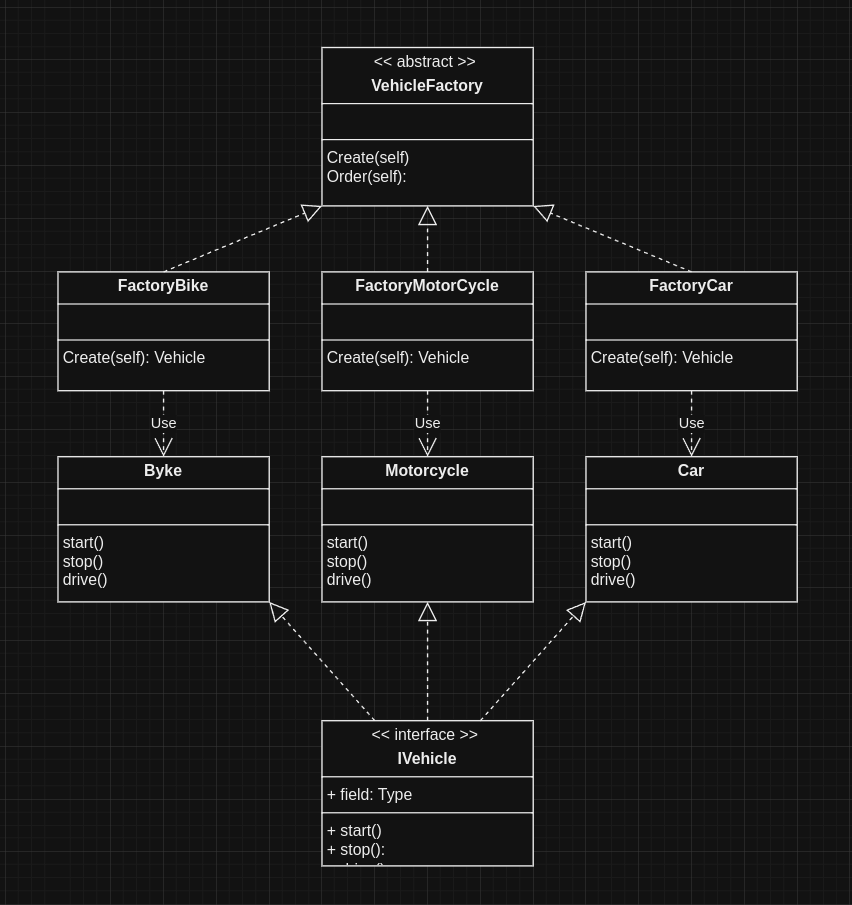 << abstract >>
VehicleFactory
Create(self)
Order(self):
FactoryBike
FactoryMotorCycle
FactoryCar
Create(self): Vehicle
Create(self): Vehicle
Create(self): Vehicle
Use
Use
Use
Byke
Motorcycle
Car
start()
stop()
drive()
start()
stop()
drive()
start()
stop()
drive()
<< interface >>
IVehicle
+ field: Type
+ start()
+ stop():